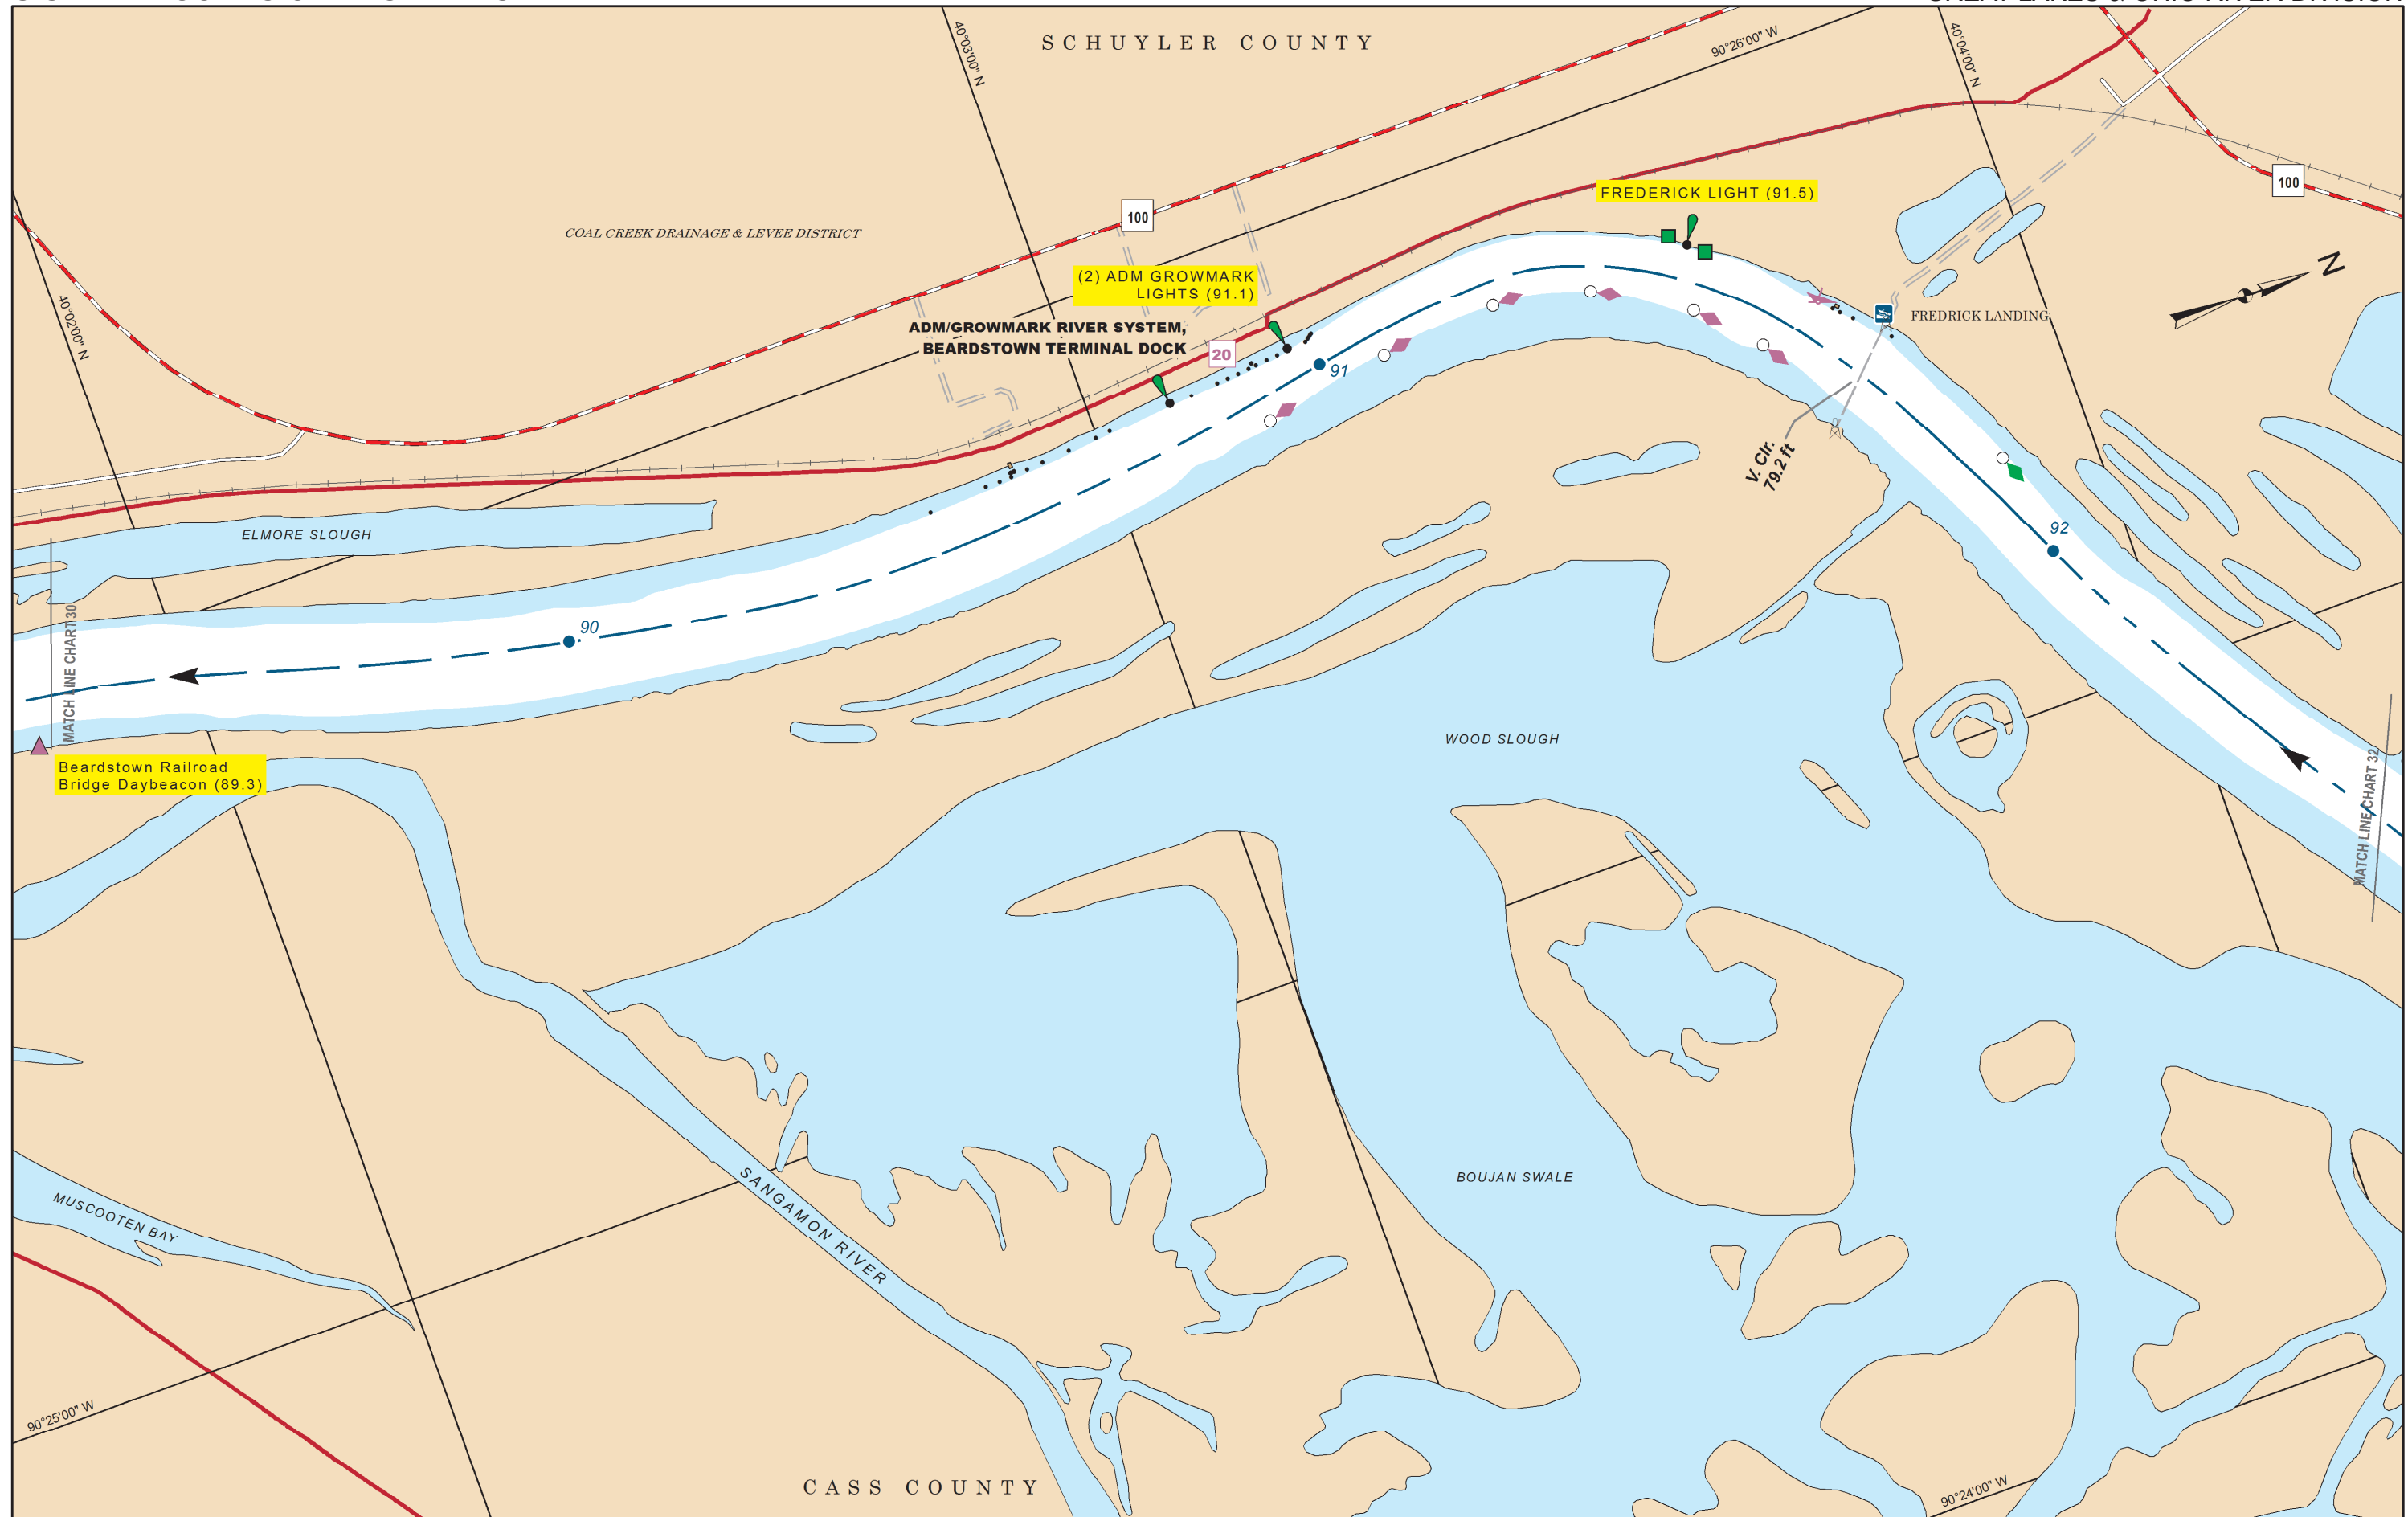 SCHUYLER COUNTY
40°03'00" N
90°26'00" W
40°04'00" N
100
FREDERICK LIGHT (91.5)
100
COAL CREEK DRAINAGE & LEVEE DISTRICT
(2) ADM GROWMARK
LIGHTS (91.1)
N
ADM/GROWMARK RIVER SYSTEM,
BEARDSTOWN TERMINAL DOCK
20
FREDRICK LANDING
40°02'00" N
91
V. Clr.
79.2 ft
ELMORE SLOUGH
92
90
MATCH LINE CHART 30
WOOD SLOUGH
Beardstown Railroad
Bridge Daybeacon (89.3)
MATCH LINE CHART 32
BOUJAN SWALE
MUSCOOTEN BAY
SANGAMON RIVER
90°25'00" W
CASS COUNTY
90°24'00" W